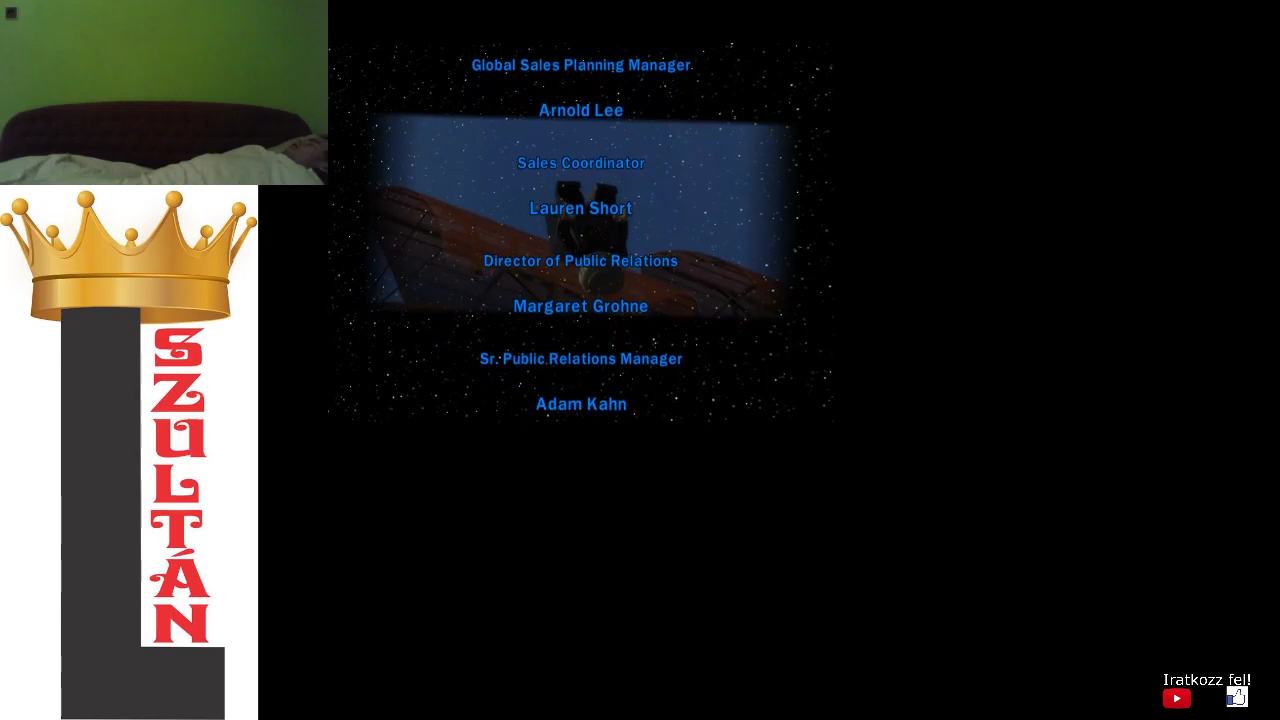 Global Sales Planning Manager
Arnold Lee
Sales Coordinator
Lauren Short
Director of Public Relations
Margaret Grohne
Sr. Public Relations Manager
Adam Kahn
L
SZULTÁN
Iratkozz fel!